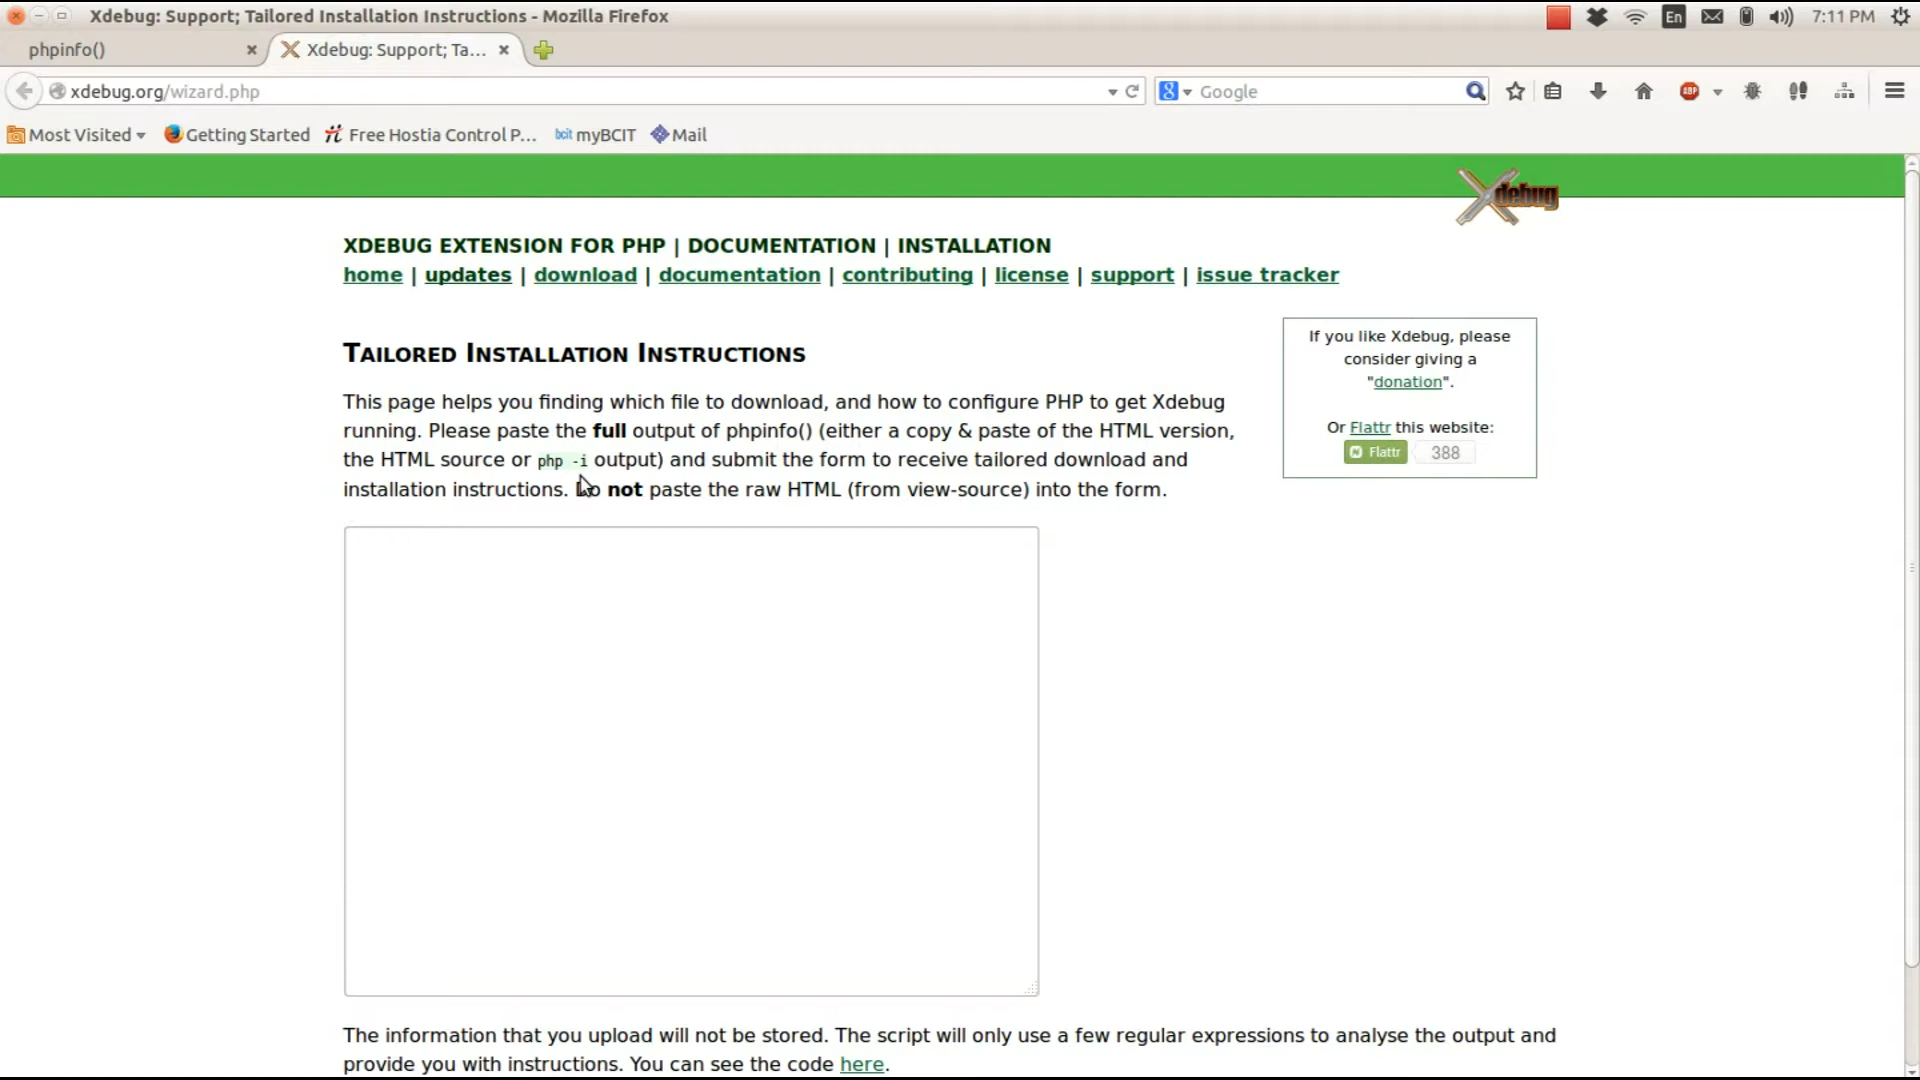 Xdebug: Support; Tailored Installation Instructions - Mozilla Firefox
En
7:11 PM
phpinfo()
Xdebug: Support; Ta...
xdebug.org/wizard.php
8
Google
ABP
Most Visited
Getting Started
Free Hostia Control P...
bcit myBCIT
Mail
Xdebug
XDEBUG EXTENSION FOR PHP | DOCUMENTATION | INSTALLATION
home | updates | download | documentation | contributing | license | support | issue tracker
TAILORED INSTALLATION INSTRUCTIONS
This page helps you finding which file to download, and how to configure PHP to get Xdebug
running. Please paste the full output of phpinfo() (either a copy & paste of the HTML version,
the HTML source or php -i output) and submit the form to receive tailored download and
installation instructions. Do not paste the raw HTML (from view-source) into the form.
If you like Xdebug, please
consider giving a
"donation".
Or Flattr this website:
Flattr 388
The information that you upload will not be stored. The script will only use a few regular expressions to analyse the output and
provide you with instructions. You can see the code here.